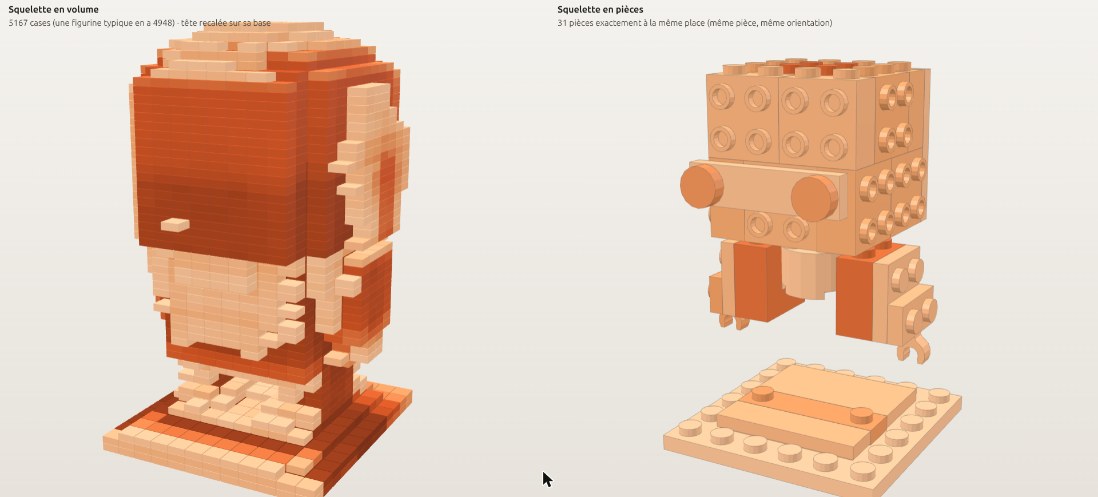 Squelette en volume
5167 cases (une figurine typique en a 4948) · tête recalée sur sa base
Squelette en pièces
31 pièces exactement à la même place (même pièce, même orientation)